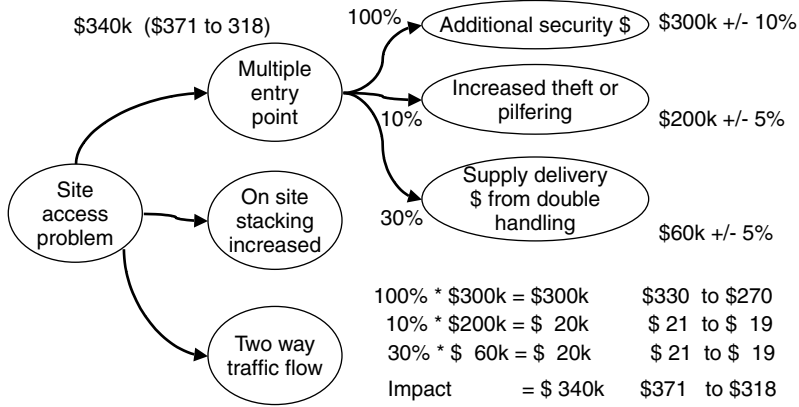 $340k ($371 to 318)
100%
Additional security $
$300k +/- 10%
Multiple
entry
point
Increased theft or
pilfering
10%
$200k +/- 5%
Site
access
problem
On site
stacking
increased
Supply delivery
$ from double
handling
30%
$60k +/- 5%
Two way
traffic flow
100% * $300k = $300k $330 to $270
10% * $200k = $ 20k $ 21 to $ 19
30% * $ 60k = $ 20k $ 21 to $ 19
Impact = $ 340k $371 to $318